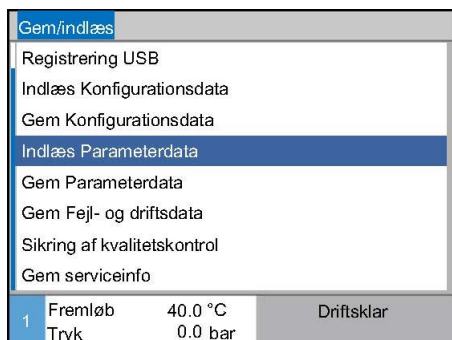 Gem/indlæs
Registrering USB
Indlæs Konfigurationsdata
Gem Konfigurationsdata
Indlæs Parameterdata
Gem Parameterdata
Gem Fejl- og driftsdata
Sikring af kvalitetskontrol
Gem serviceinfo
1 Fremløb 40.0 °C Driftsklar
Tryk 0.0 bar